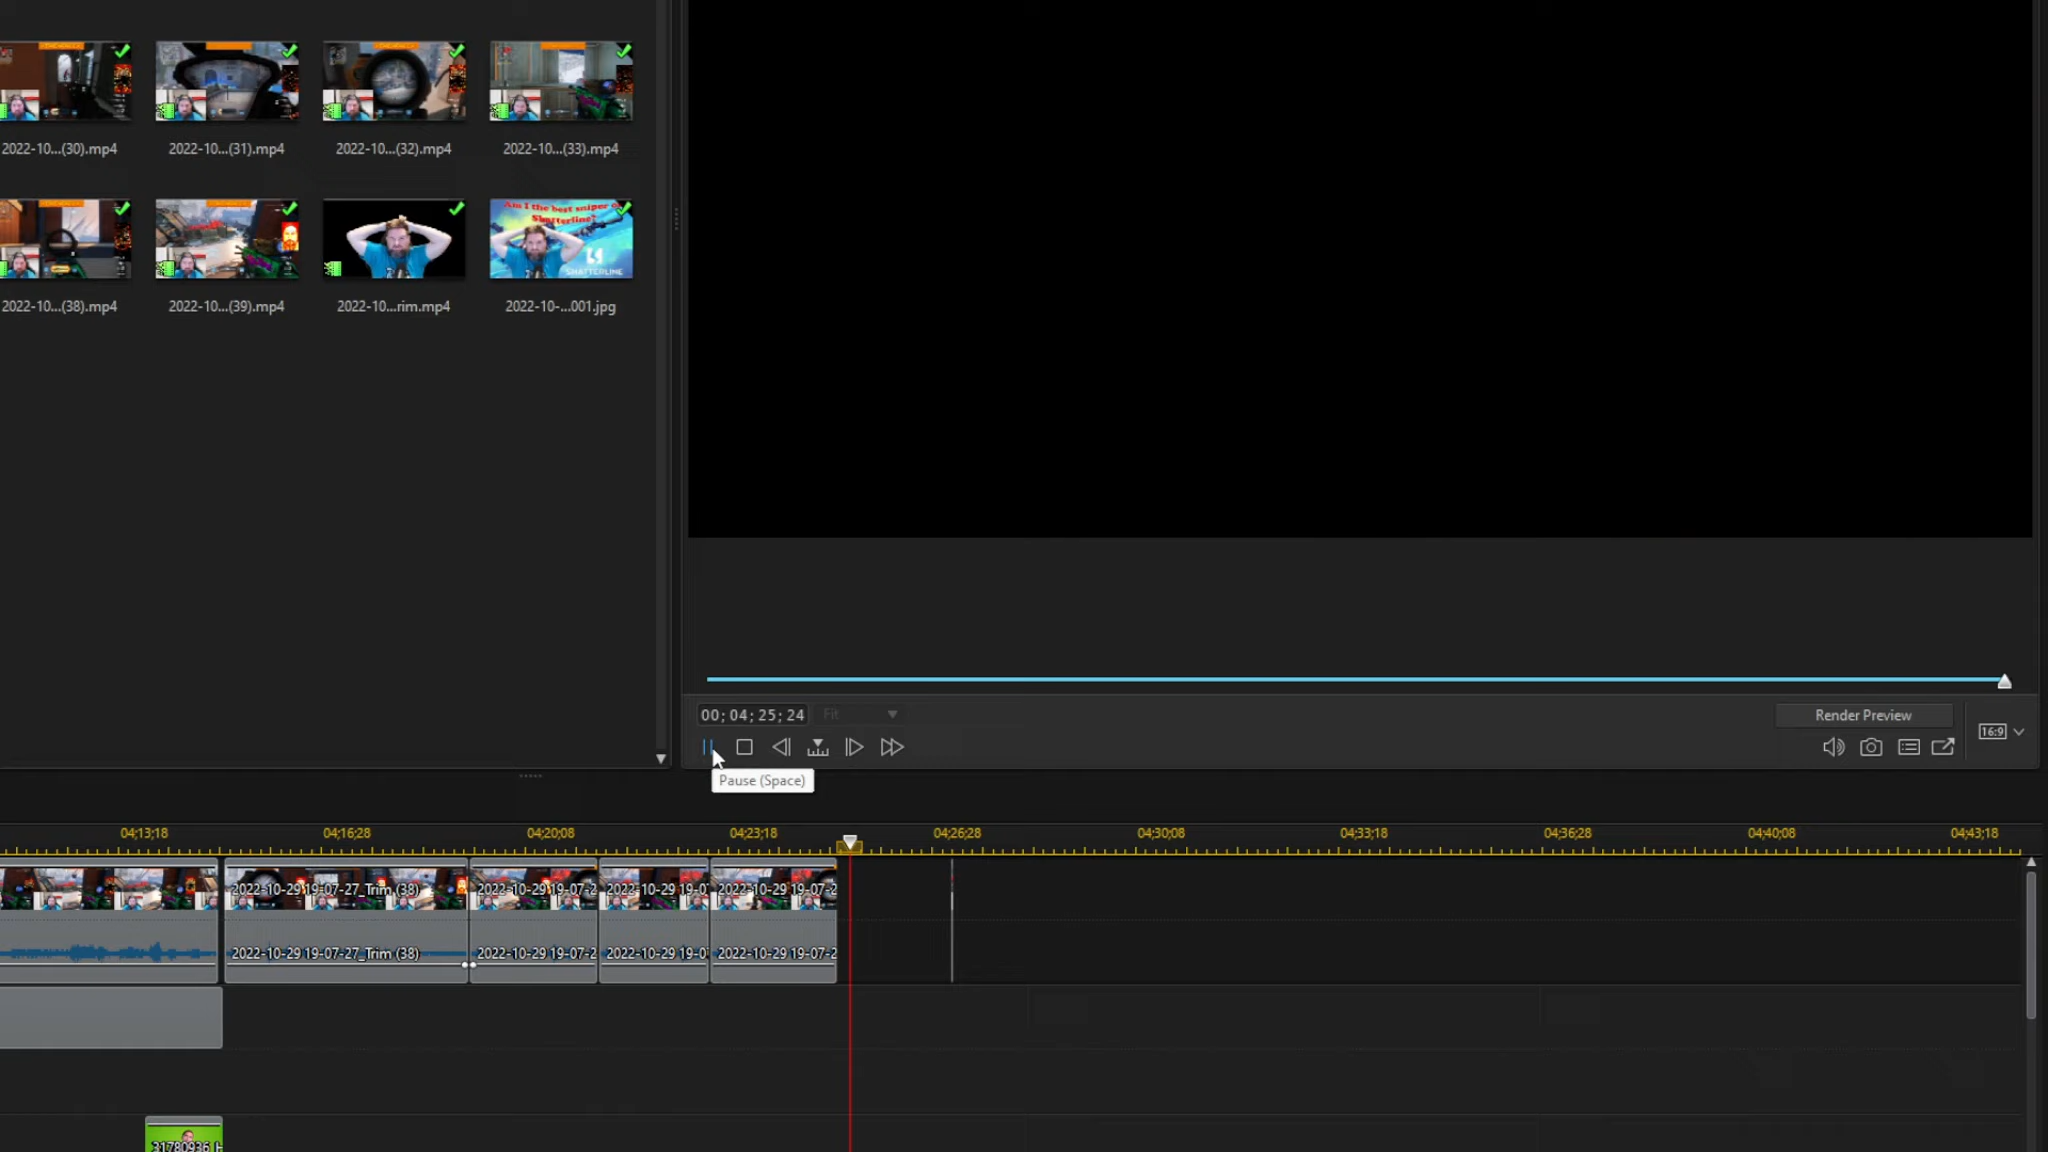 2022-10...(30).mp4
2022-10...(31).mp4
2022-10...(32).mp4
2022-10...(33).mp4
Am I the best sniper
Shatterline?
SHATTERLINE
2022-10...(38).mp4
2022-10...(39).mp4
2022-10...rim.mp4
2022-10-...001.jpg
00; 04; 25; 24
Fit
Render Preview
16:9
Pause (Space)
04;13;18
04;16;28
04;20;08
04;23;18
04;26;28
04;30;08
04;33;18
04;36;28
04;40;08
04;43;18
2022-10-29 19-07-27_Trim (38)
2022-10-29 19-07-2
2022-10-29 19-0
2022-10-29 19-07-2
2022-10-29 19-07-27_Trim (38)
2022-10-29 19-07-2
2022-10-29 19-0
2022-10-29 19-07-2
31780936_H